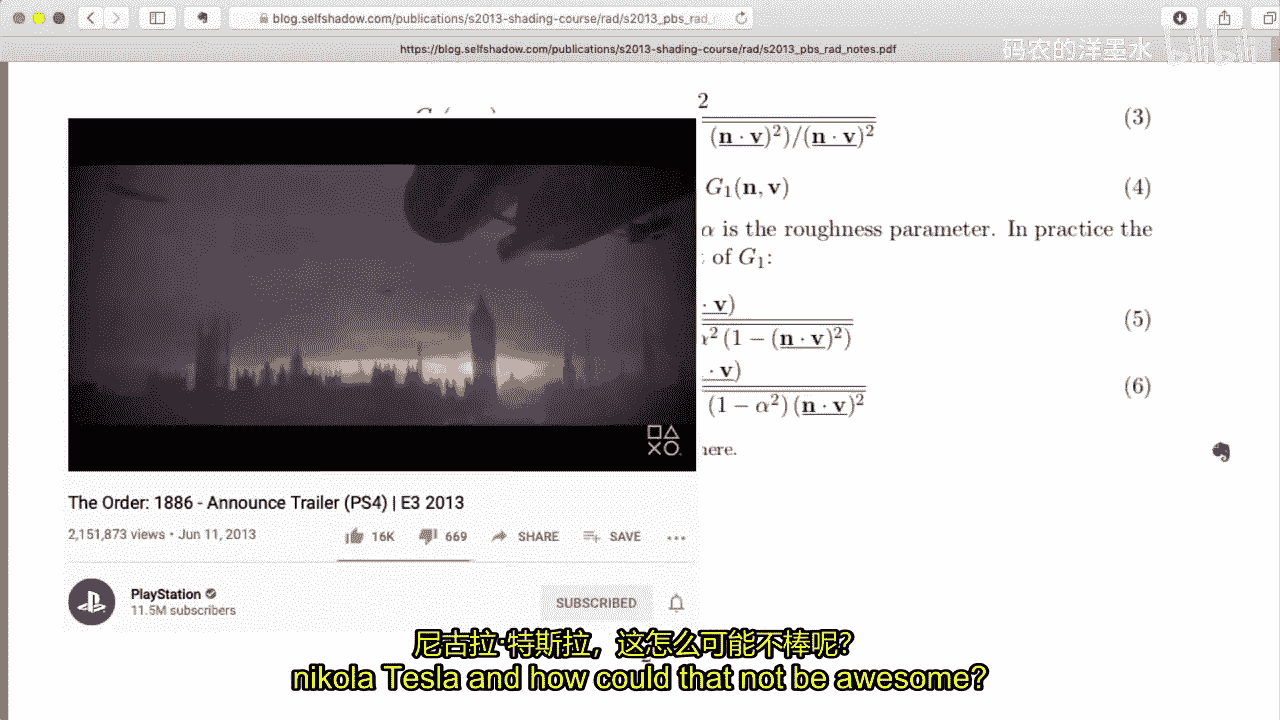 blog.selfshadow.com/publications/s2013-shading-course/rad/s2013_pbs_rad_r
https://blog.selfshadow.com/publications/s2013-shading-course/rad/s2013_pbs_rad_notes.pdf
码农的洋墨水 bilibili
2
(n · v)²)/(n · v)²
(3)
G₁(n, v)
(4)
α is the roughness parameter. In practice the
of G₁:
· v)
α² (1 − (n · v)²)
(5)
· v)
(1 − α²) (n · v)²
(6)
here.
The Order: 1886 - Announce Trailer (PS4) | E3 2013
2,151,873 views • Jun 11, 2013
16K
669
SHARE
SAVE
PlayStation
11.5M subscribers
SUBSCRIBED
尼古拉·特斯拉，这怎么可能不棒呢？
nikola Tesla and how could that not be awesome?